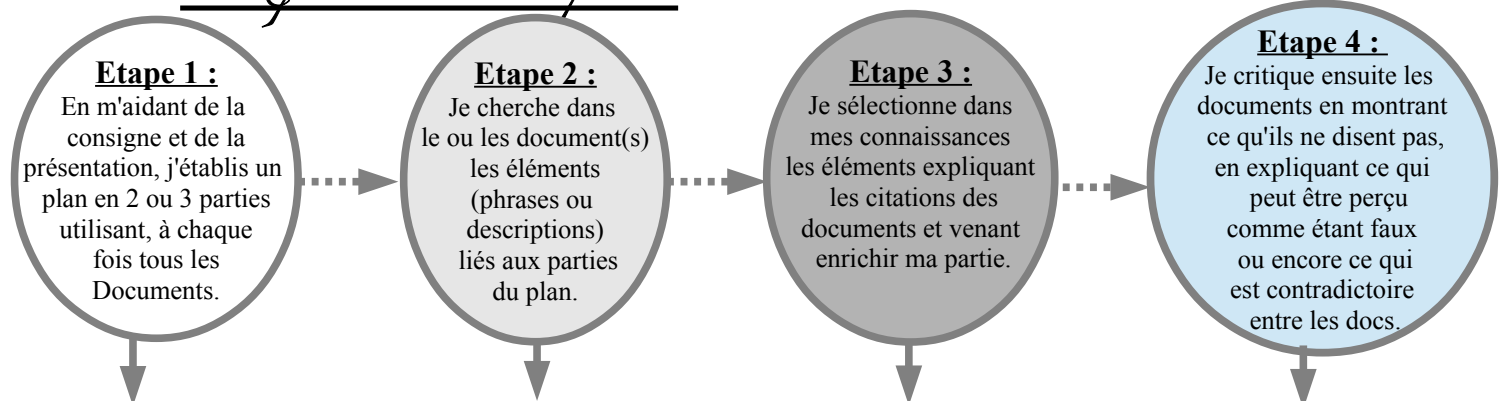 Etape 1 :
En m'aidant de la
consigne et de la
présentation, j'établis un
plan en 2 ou 3 parties
utilisant, à chaque
fois tous les
Documents.
Etape 2 :
Je cherche dans
le ou les document(s)
les éléments
(phrases ou
descriptions)
liés aux parties
du plan.
Etape 3 :
Je sélectionne dans
mes connaissances
les éléments expliquant
les citations des
documents et venant
enrichir ma partie.
Etape 4 :
Je critique ensuite les
documents en montrant
ce qu'ils ne disent pas,
en expliquant ce qui
peut être perçu
comme étant faux
ou encore ce qui
est contradictoire
entre les docs.